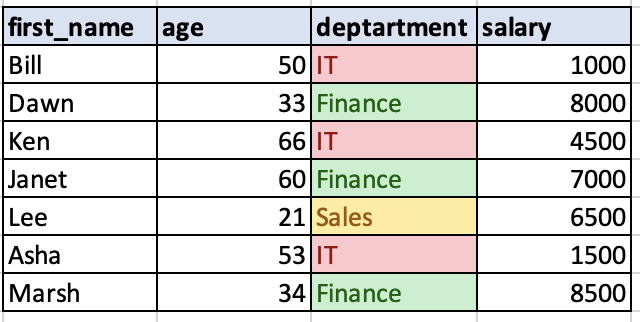 first_name age deptartment salary
Bill 50 IT 1000
Dawn 33 Finance 8000
Ken 66 IT 4500
Janet 60 Finance 7000
Lee 21 Sales 6500
Asha 53 IT 1500
Marsh 34 Finance 8500